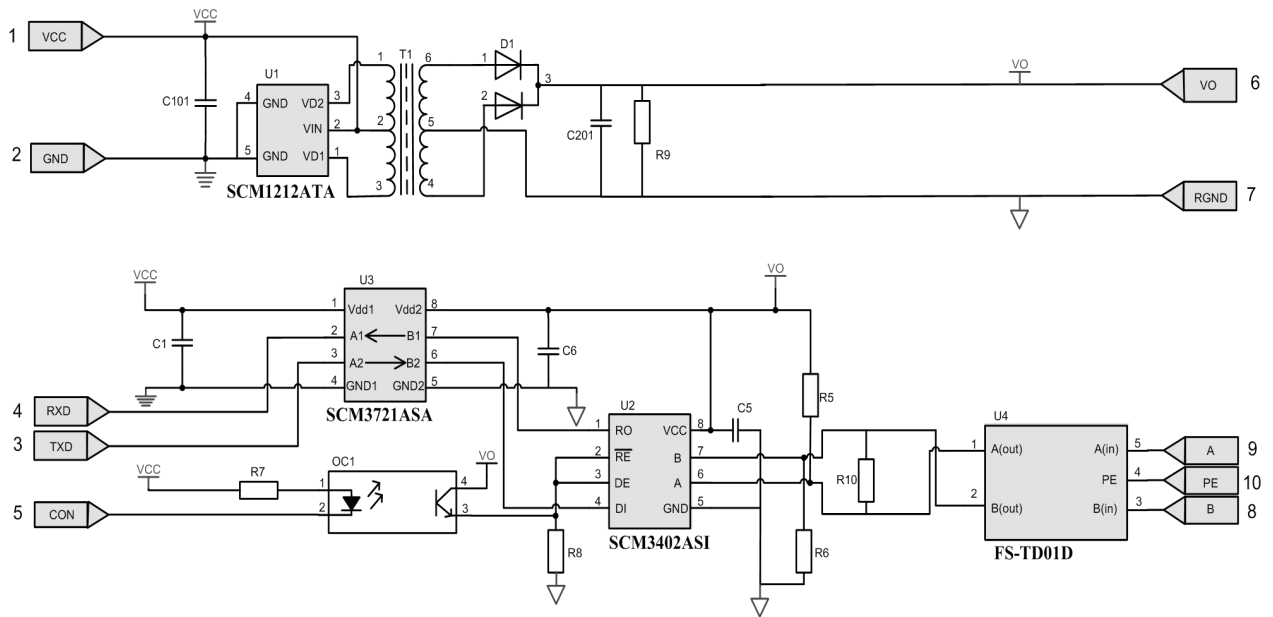 VCC
1 VCC
C101
2 GND
U1
4 GND VD2 3
VIN 2
5 GND VD1 1
SCM1212ATA
T1
1 6
2 5
3 4
D1
1
2
3
C201
R9
VO
VO 6
RGND 7
VCC
C1
U3
1 Vdd1 Vdd2 8
2 A1 B1 7
3 A2 B2 6
4 GND1 GND2 5
SCM3721ASA
C6
VO
4 RXD
3 TXD
VCC
R7
5 CON
OC1
1
2
4
3
VO
R8
U2
1 RO VCC 8
2 RE B 7
3 DE A 6
4 DI GND 5
SCM3402ASI
C5
R5
R6
R10
U4
1 A(out) A(in) 5
PE 4
2 B(out) B(in) 3
FS-TD01D
A 9
PE 10
B 8